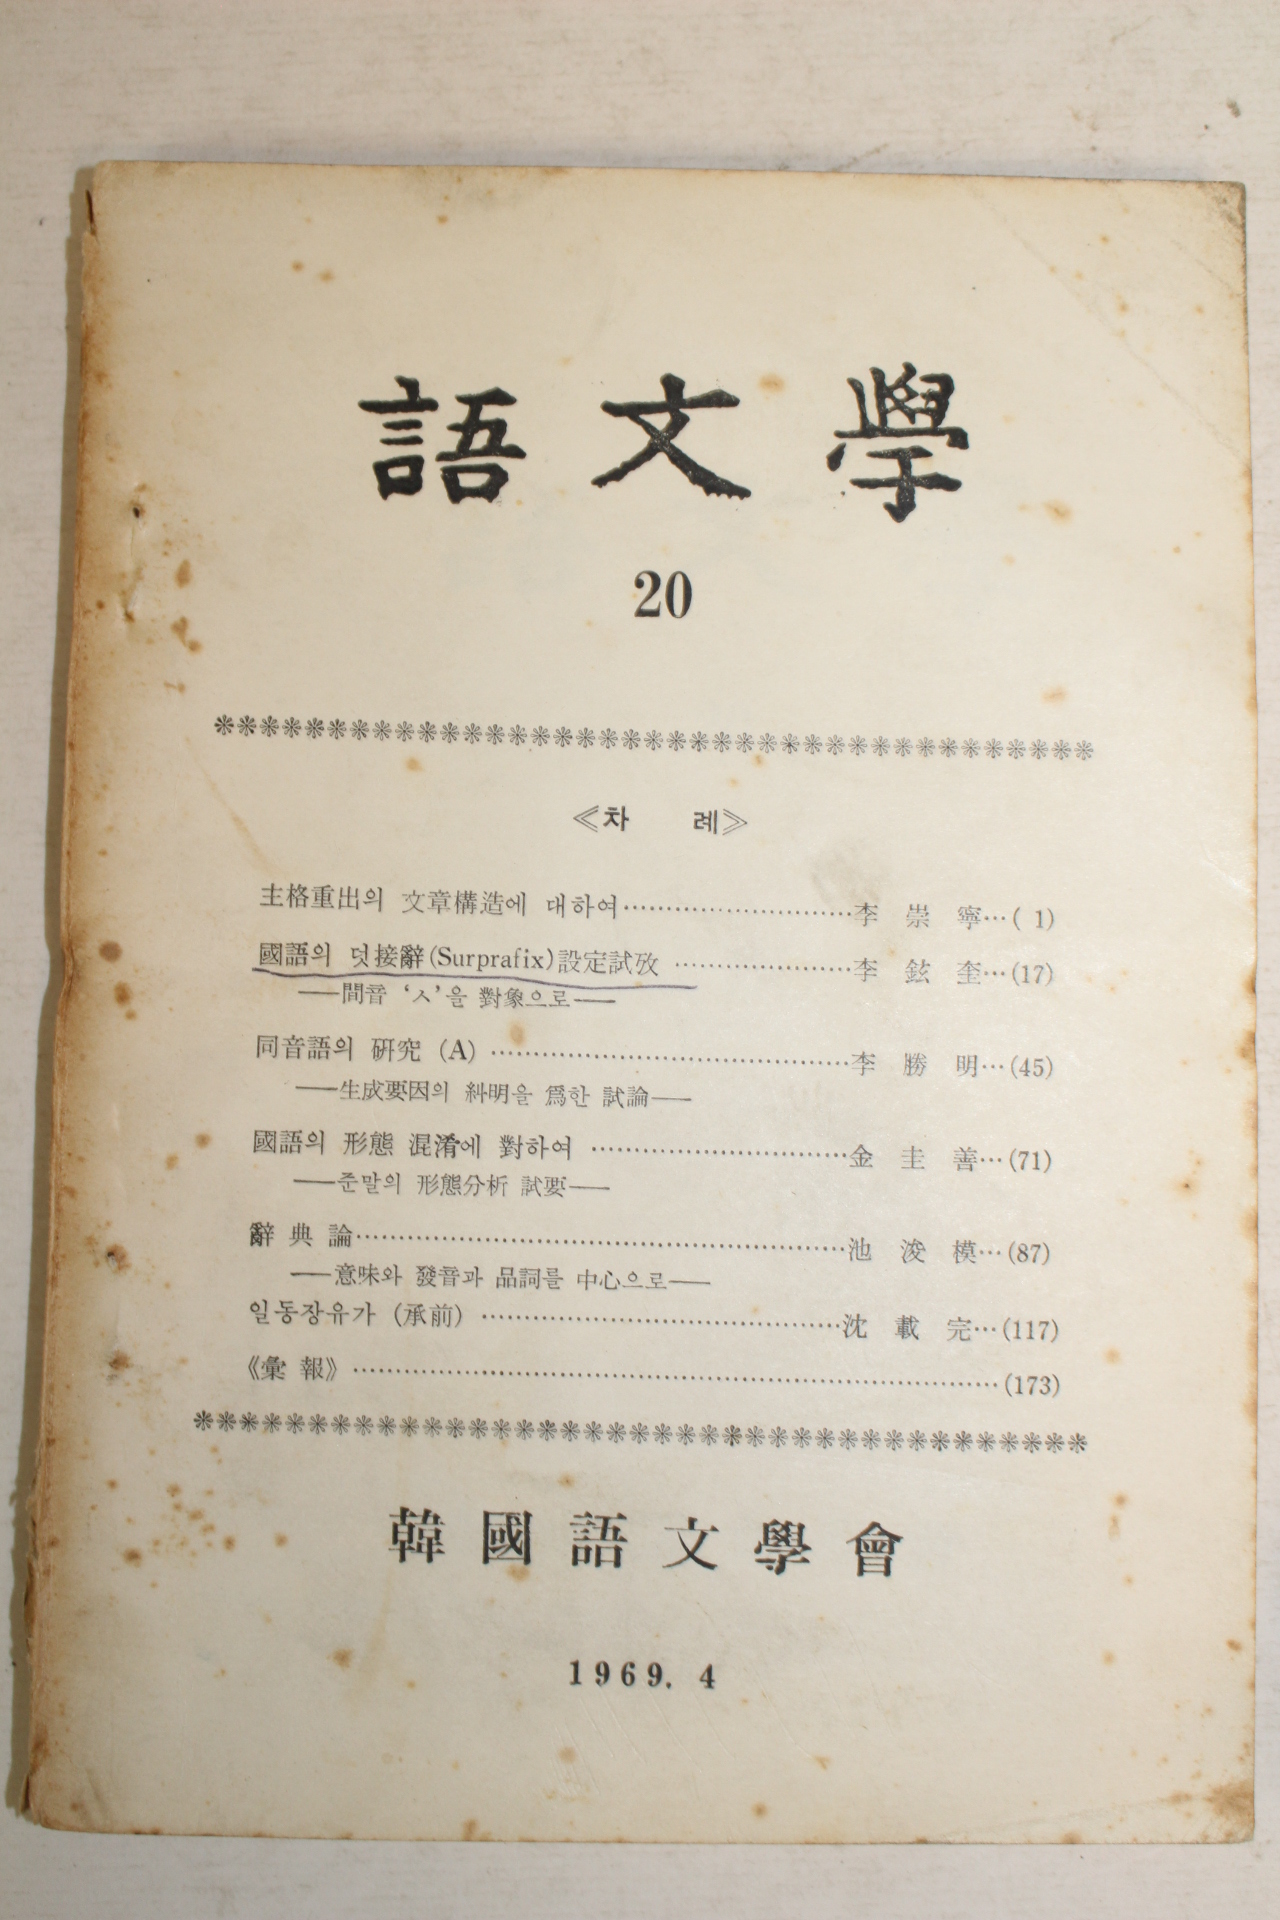 語文學
20
❋❋❋❋❋❋❋❋❋❋❋❋❋❋❋❋❋❋❋❋❋❋❋❋❋❋❋❋❋❋❋❋❋❋❋❋❋❋❋
≪차 례≫
主格重出의 文章構造에 대하여…………………………李 崇 寧…( 1)
國語의 덧接辭(Surprafix)設定試攷 …………………李 鉉 奎…(17)
——間音 ‘ㅅ’을 對象으로——
同音語의 硏究 (A) ……………………………………李 勝 明…(45)
——生成要因의 糾明을 爲한 試論——
國語의 形態 混淆에 對하여 …………………………金 圭 善…(71)
——준말의 形態分析 試要——
辭 典 論…………………………………………………池 浚 模…(87)
——意味와 發音과 品詞를 中心으로——
일동장유가 (承前) ……………………………………沈 載 完…(117)
《彙 報》 …………………………………………………………………(173)
❋❋❋❋❋❋❋❋❋❋❋❋❋❋❋❋❋❋❋❋❋❋❋❋❋❋❋❋❋❋❋❋❋❋❋❋❋❋❋
韓國語文學會
1969. 4